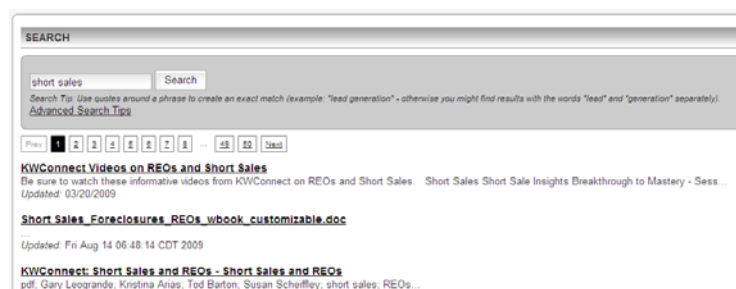 SEARCH
short sales Search
Search Tip: Use quotes around a phrase to create an exact match (example: "lead generation" - otherwise you might find results with the words "lead" and "generation" separately).
Advanced Search Tips
Prev 1 2 3 4 5 6 7 8 ... 49 50 Next
KWConnect Videos on REOs and Short Sales
Be sure to watch these informative videos from KWConnect on REOs and Short Sales. Short Sales Short Sale Insights Breakthrough to Mastery - Sess...
Updated: 03/20/2009
Short Sales_Foreclosures_REOs_wbook_customizable.doc
...
Updated: Fri Aug 14 06:48:14 CDT 2009
KWConnect: Short Sales and REOs - Short Sales and REOs
pdf; Gary Leogrande; Kristina Arias; Tod Barton; Susan Scheiffley; short sales; REOs...